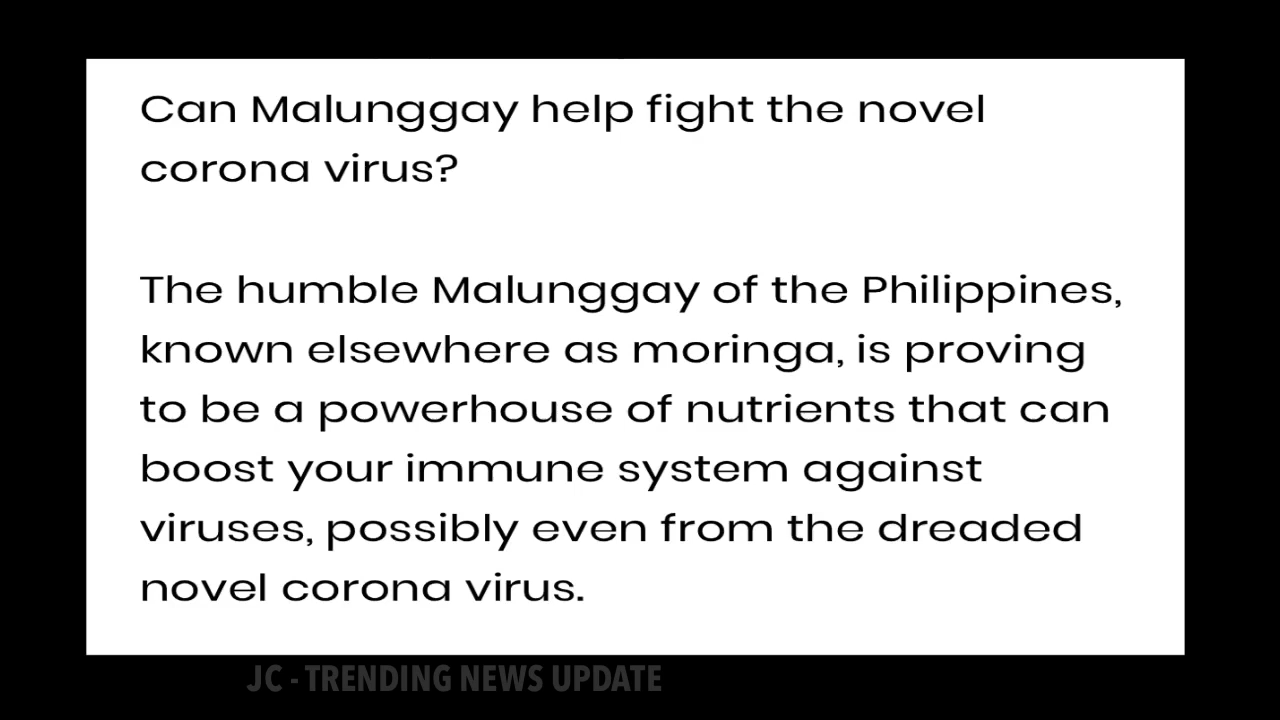 Can Malunggay help fight the novel
corona virus?
The humble Malunggay of the Philippines,
known elsewhere as moringa, is proving
to be a powerhouse of nutrients that can
boost your immune system against
viruses, possibly even from the dreaded
novel corona virus.
JC - TRENDING NEWS UPDATE